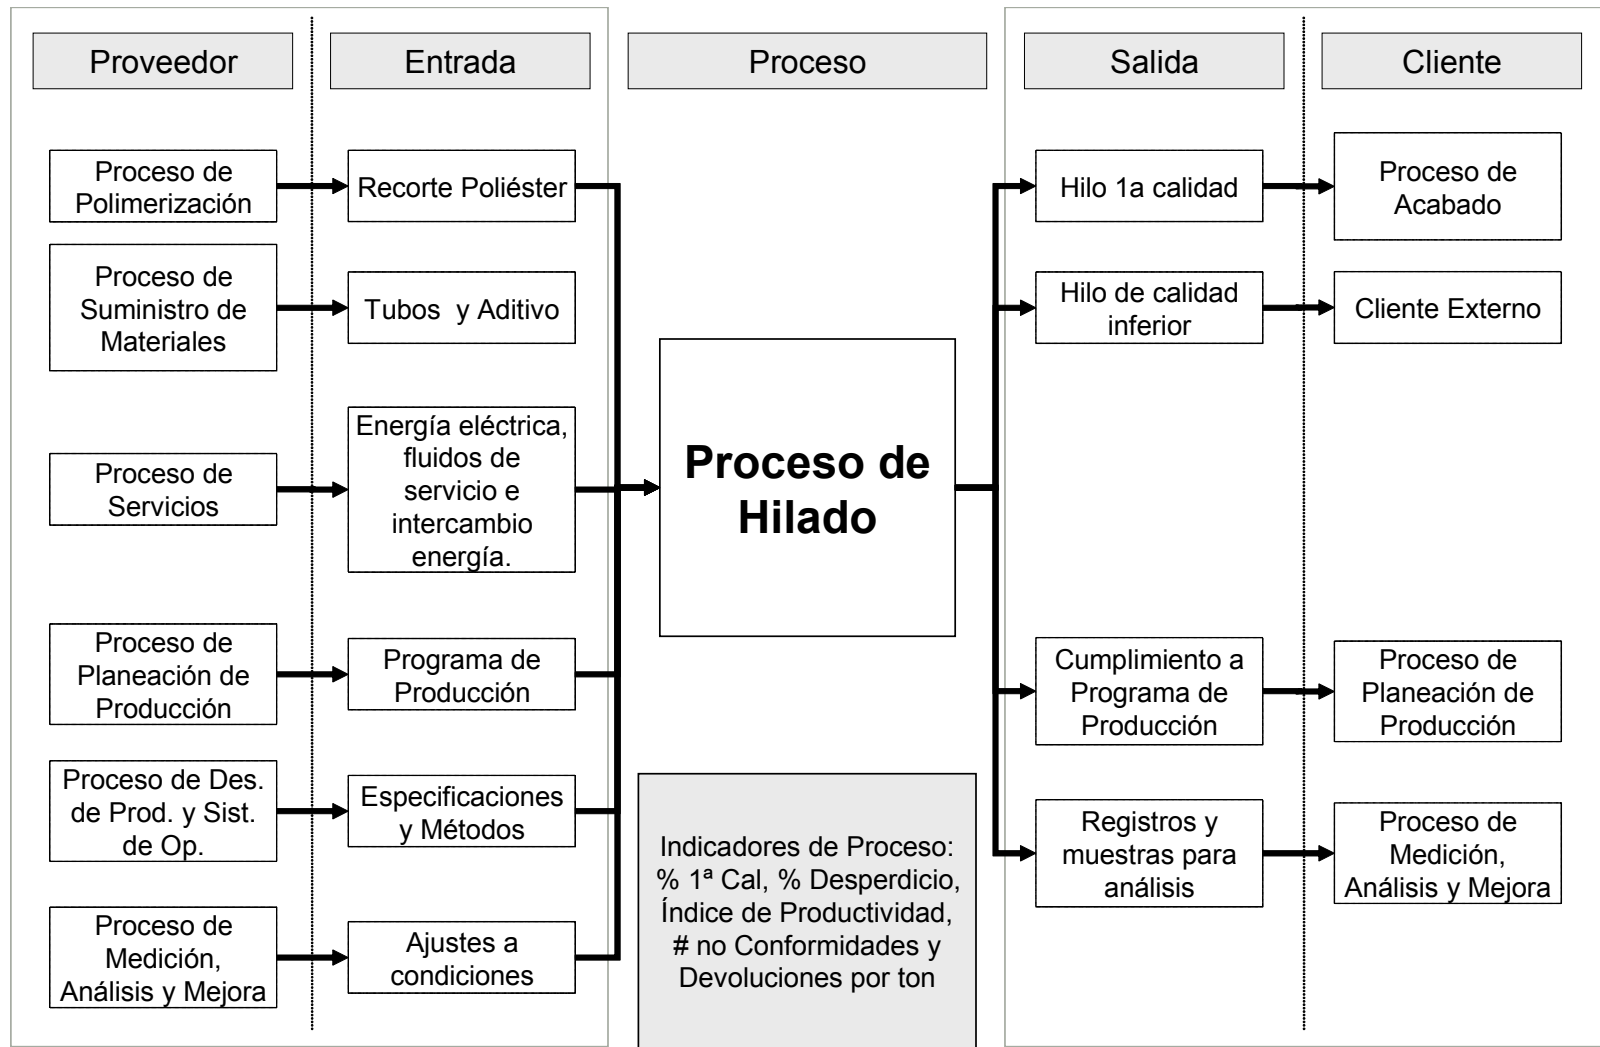 Proveedor
Entrada
Proceso
Salida
Cliente
Proceso de
Polimerización
Recorte Poliéster
Hilo 1a calidad
Proceso de
Acabado
Proceso de
Suministro de
Materiales
Tubos  y Aditivo
Hilo de calidad
inferior
Cliente Externo
Proceso de
Servicios
Energía eléctrica,
fluidos de
servicio e
intercambio
energía.
Proceso de
Hilado
Proceso de
Planeación de
Producción
Programa de
Producción
Cumplimiento a
Programa de
Producción
Proceso de
Planeación de
Producción
Proceso de Des.
de Prod. y Sist.
de Op.
Especificaciones
y Métodos
Registros y
muestras para
análisis
Proceso de
Medición,
Análisis y Mejora
Proceso de
Medición,
Análisis y Mejora
Ajustes a
condiciones
Indicadores de Proceso:
% 1ª Cal, % Desperdicio,
Índice de Productividad,
# no Conformidades y
Devoluciones por ton